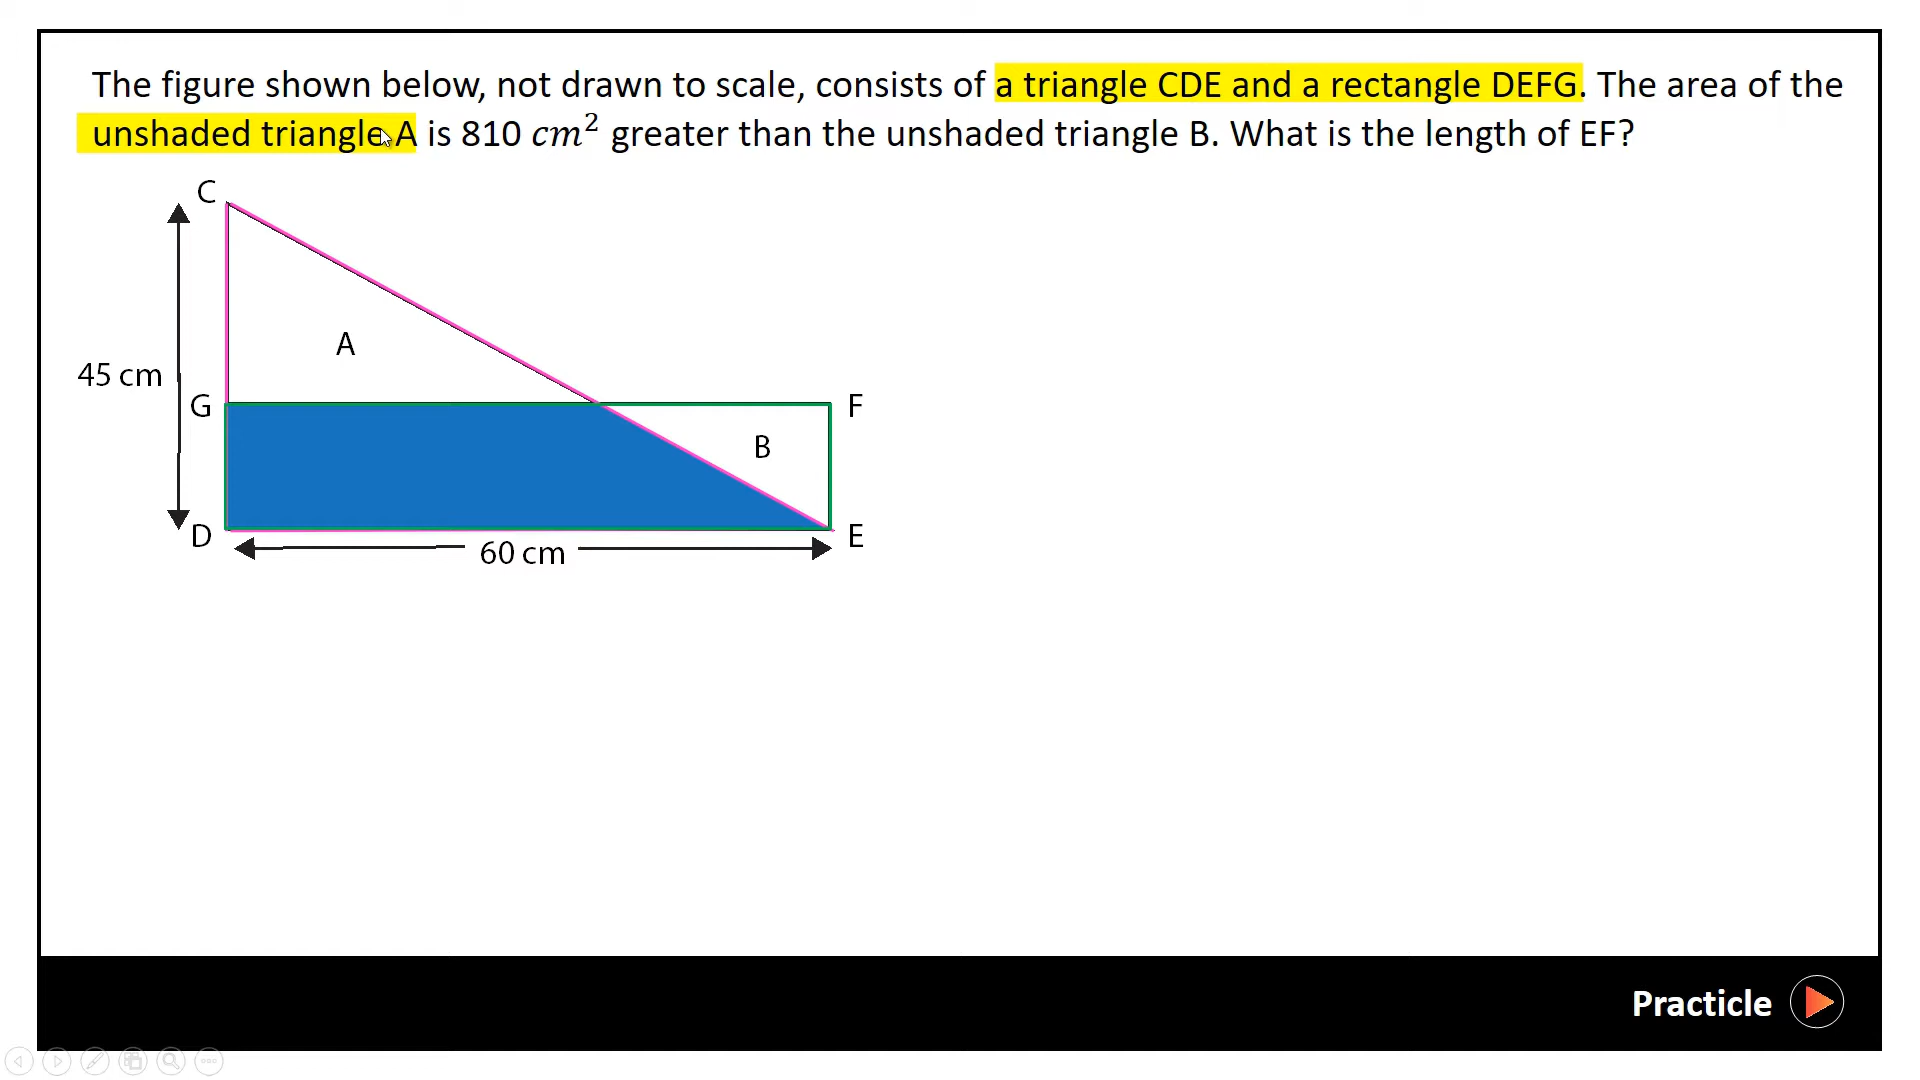 The figure shown below, not drawn to scale, consists of a triangle CDE and a rectangle DEFG. The area of the
unshaded triangle A is 810 cm² greater than the unshaded triangle B. What is the length of EF?
C
A
45 cm
G
F
B
D
E
60 cm
Practicle